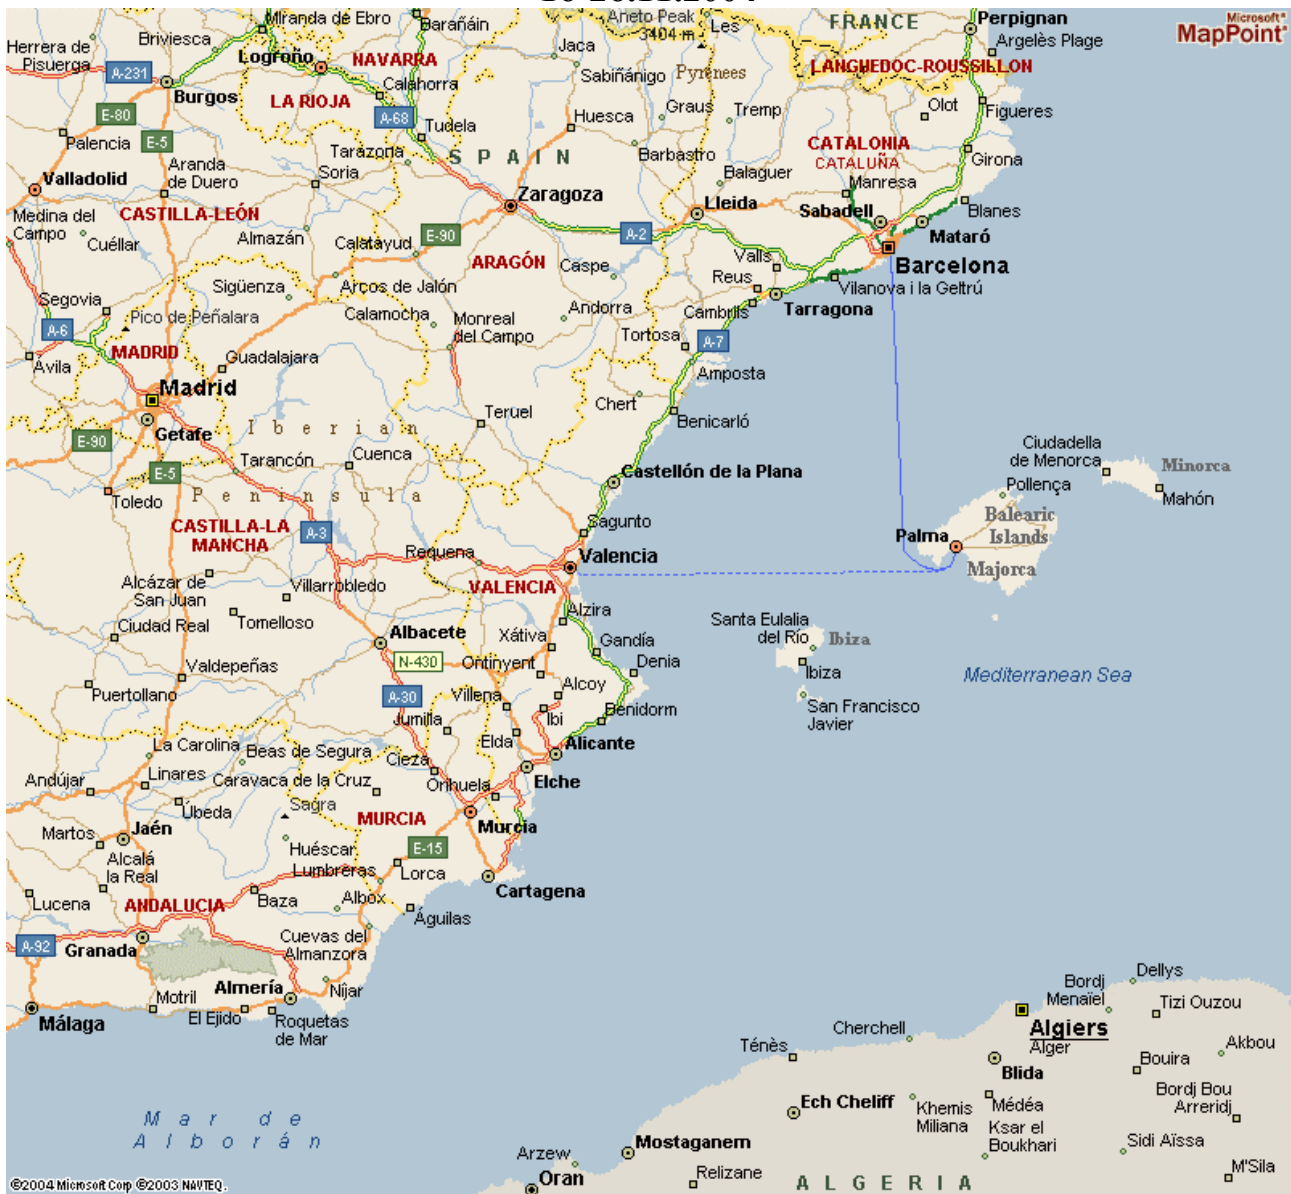 Miranda de Ebro
Barañáin
Aneto Peak
3404 m
Les
FRANCE
Perpignan
Microsoft®
MapPoint®
Herrera de
Pisuerga
Briviesca
Logroño
NAVARRA
Jaca
Argelès Plage
A-231
Burgos
Calahorra
Sabiñánigo
Pyrenees
LANGHEDOC-ROUSSILLON
LA RIOJA
E-80
A-68
Huesca
Graus
Tremp
Olot
Figueres
Palencia
E-5
Tudela
Tarazona
SPAIN
Barbastro
CATALONIA
CATALUÑA
Girona
Aranda
de Duero
Soria
Balaguer
Valladolid
Zaragoza
Lleida
Manresa
Medina del
Campo
CASTILLA-LEÓN
Sabadell
Blanes
Cuéllar
Almazán
Calatayud
E-90
A-2
Mataró
ARAGÓN
Caspe
Valls
Barcelona
Segovia
Sigüenza
Arcos de Jalón
Reus
Vilanova i la Geltrú
Pico de Peñalara
Calamocha
Monreal
del Campo
Andorra
Cambrils
Tarragona
A-6
Tortosa
A-7
Ávila
MADRID
Guadalajara
Amposta
Madrid
Chert
Getafe
Iberian
Teruel
Benicarló
E-90
E-5
Tarancón
Cuenca
Castellón de la Plana
Ciudadella
de Menorca
Minorca
Toledo
Peninsula
Pollença
Mahón
CASTILLA-LA
MANCHA
A-3
Sagunto
Balearic
Islands
Palma
Requena
Valencia
Majorca
Alcázar de
San Juan
Villarrobledo
VALENCIA
Tomelloso
Alzira
Ciudad Real
Albacete
Xátiva
Santa Eulalia
del Río
Ibiza
N-430
Ontinyent
Gandía
Denia
Ibiza
Mediterranean Sea
Valdepeñas
Puertollano
A-30
Villena
Alcoy
San Francisco
Javier
Jumilla
Ibi
Benidorm
La Carolina
Beas de Segura
Elda
Alicante
Andújar
Linares
Caravaca de la Cruz
Cieza
Elche
Úbeda
Sagra
Orihuela
MURCIA
Murcia
Martos
Jaén
Huéscar
E-15
Alcalá
la Real
Lumbreras
Lorca
Cartagena
Lucena
ANDALUCIA
Baza
Albox
Águilas
A-92
Granada
Cuevas del
Almanzora
Almería
Níjar
Málaga
Motril
El Ejido
Roquetas
de Mar
Bordj
Menaïel
Dellys
Tizi Ouzou
Cherchell
Algiers
Alger
Ténès
Akbou
Blida
Bouira
Mar de
Alborán
Ech Cheliff
Khemis
Miliana
Médéa
Bordj Bou
Arreridj
Ksar el
Boukhari
Mostaganem
Sidi Aïssa
Arzew
Relizane
M'Sila
Oran
ALGERIA
©2004 Microsoft Corp ©2003 NAVTEQ.